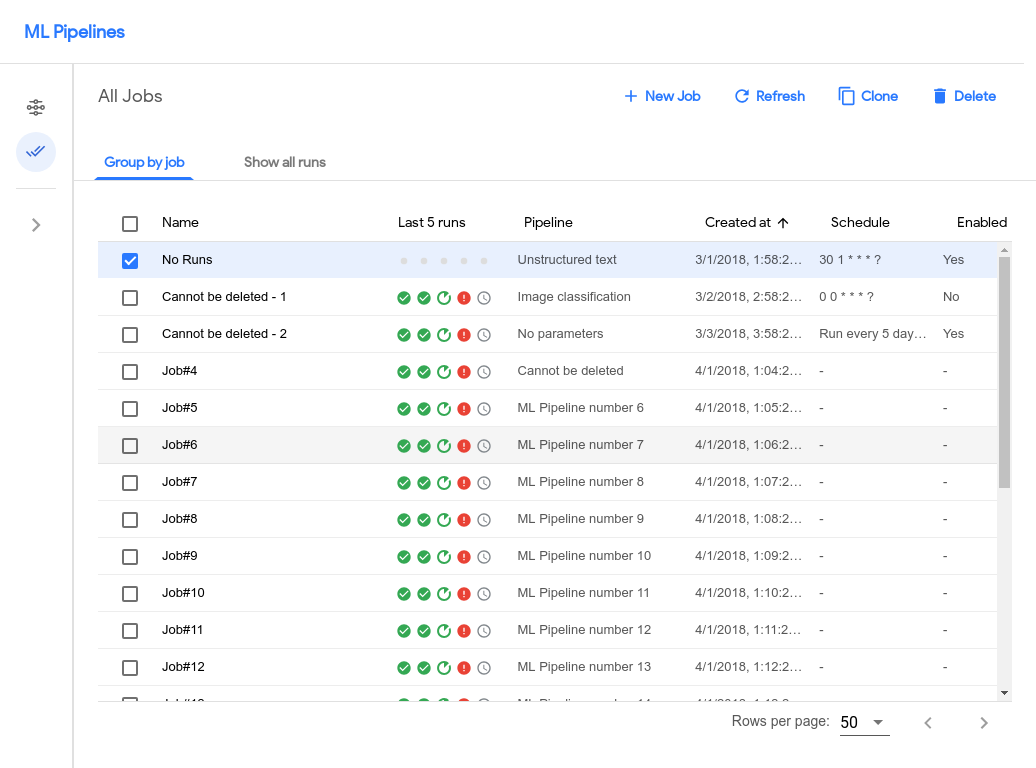 ML Pipelines
All Jobs
New Job Refresh Clone Delete
Group by job Show all runs
Name Last 5 runs Pipeline Created at Schedule Enabled
No Runs Unstructured text 3/1/2018, 1:58:2… 30 1 * * * ? Yes
Cannot be deleted - 1 Image classification 3/2/2018, 2:58:2… 0 0 * * * ? No
Cannot be deleted - 2 No parameters 3/3/2018, 3:58:2… Run every 5 day… Yes
Job#4 Cannot be deleted 4/1/2018, 1:04:2… - -
Job#5 ML Pipeline number 6 4/1/2018, 1:05:2… - -
Job#6 ML Pipeline number 7 4/1/2018, 1:06:2… - -
Job#7 ML Pipeline number 8 4/1/2018, 1:07:2… - -
Job#8 ML Pipeline number 9 4/1/2018, 1:08:2… - -
Job#9 ML Pipeline number 10 4/1/2018, 1:09:2… - -
Job#10 ML Pipeline number 11 4/1/2018, 1:10:2… - -
Job#11 ML Pipeline number 12 4/1/2018, 1:11:2… - -
Job#12 ML Pipeline number 13 4/1/2018, 1:12:2… - -
Rows per page: 50